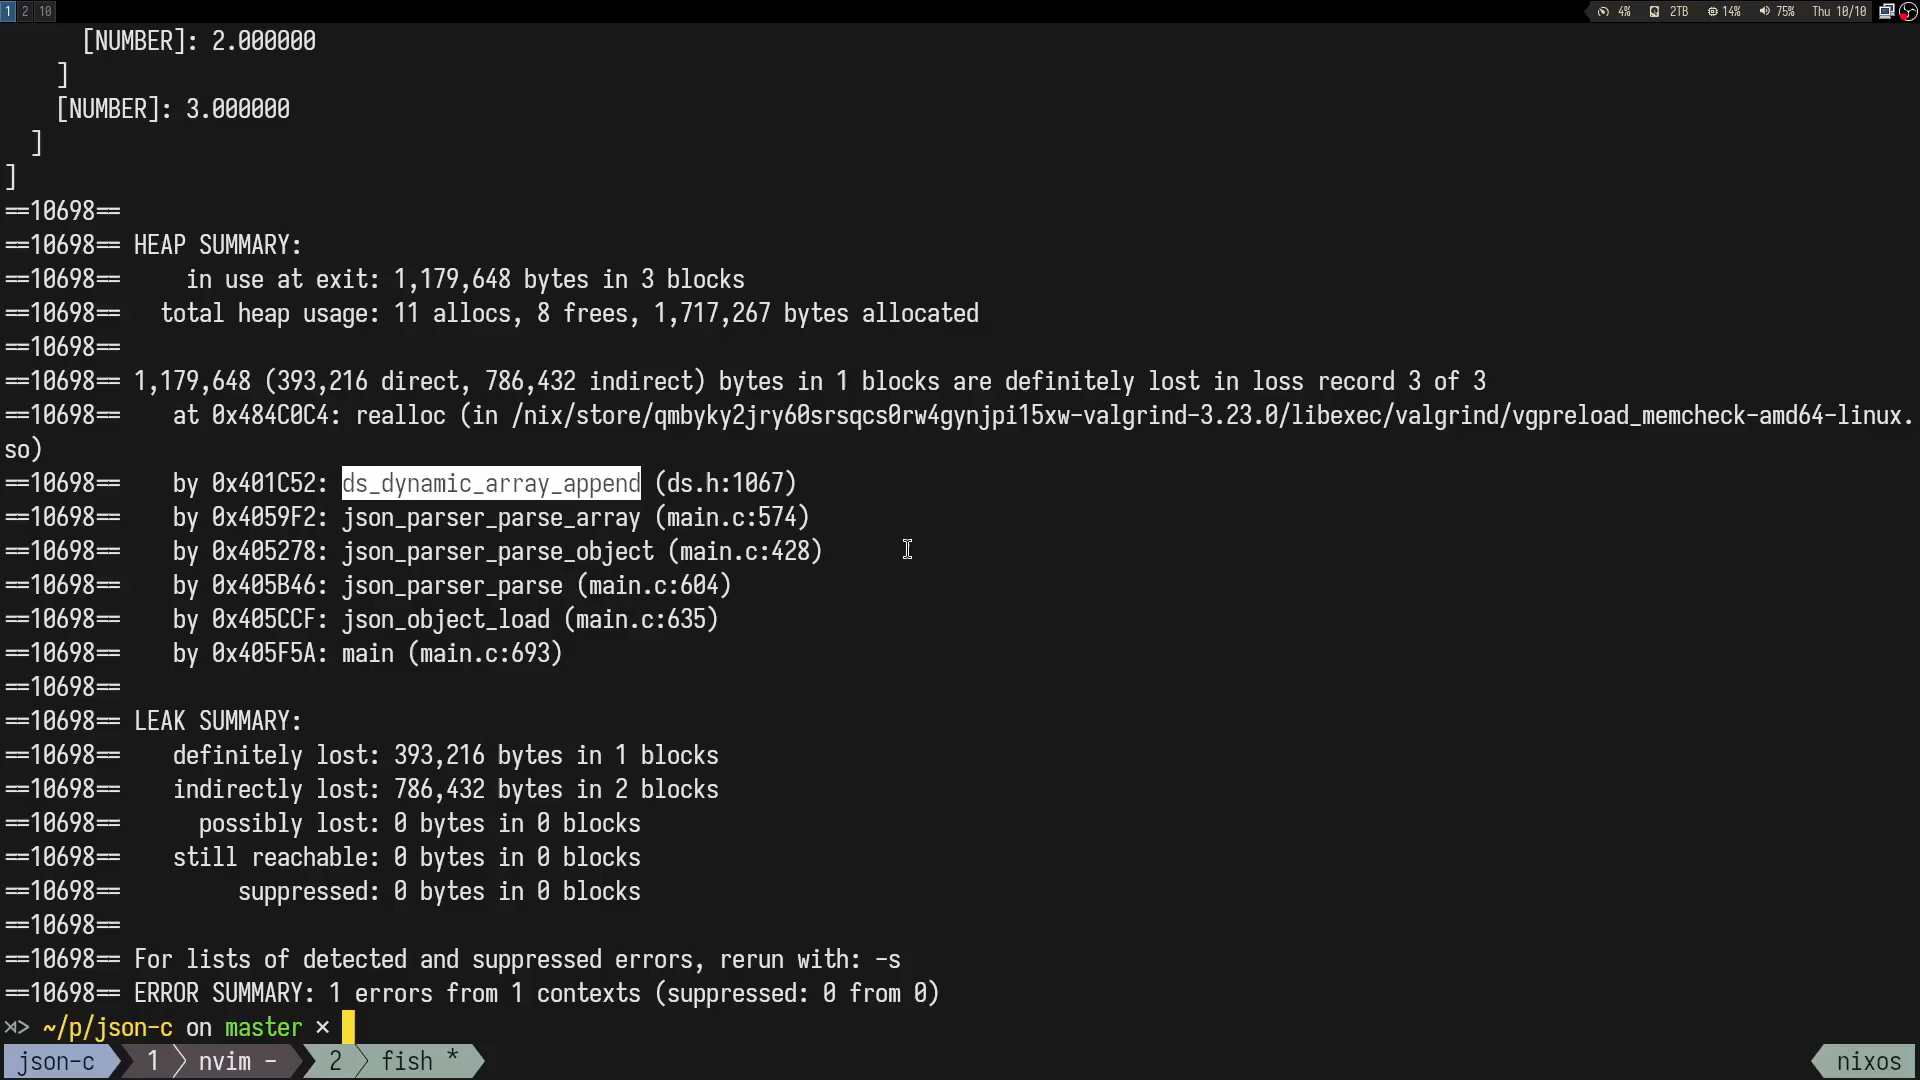 1 2 10 4% 2TB 14% 75% Thu 10/10
[NUMBER]: 2.000000
]
[NUMBER]: 3.000000
]
]
==10698==
==10698== HEAP SUMMARY:
==10698==     in use at exit: 1,179,648 bytes in 3 blocks
==10698==   total heap usage: 11 allocs, 8 frees, 1,717,267 bytes allocated
==10698==
==10698== 1,179,648 (393,216 direct, 786,432 indirect) bytes in 1 blocks are definitely lost in loss record 3 of 3
==10698==    at 0x484C0C4: realloc (in /nix/store/qmbyky2jry60srsqcs0rw4gynjpi15xw-valgrind-3.23.0/libexec/valgrind/vgpreload_memcheck-amd64-linux.
so)
==10698==    by 0x401C52: ds_dynamic_array_append (ds.h:1067)
==10698==    by 0x4059F2: json_parser_parse_array (main.c:574)
==10698==    by 0x405278: json_parser_parse_object (main.c:428)
==10698==    by 0x405B46: json_parser_parse (main.c:604)
==10698==    by 0x405CCF: json_object_load (main.c:635)
==10698==    by 0x405F5A: main (main.c:693)
==10698==
==10698== LEAK SUMMARY:
==10698==    definitely lost: 393,216 bytes in 1 blocks
==10698==    indirectly lost: 786,432 bytes in 2 blocks
==10698==      possibly lost: 0 bytes in 0 blocks
==10698==    still reachable: 0 bytes in 0 blocks
==10698==         suppressed: 0 bytes in 0 blocks
==10698==
==10698== For lists of detected and suppressed errors, rerun with: -s
==10698== ERROR SUMMARY: 1 errors from 1 contexts (suppressed: 0 from 0)
⋊> ~/p/json-c on master ×
json-c 1 nvim - 2 fish * nixos